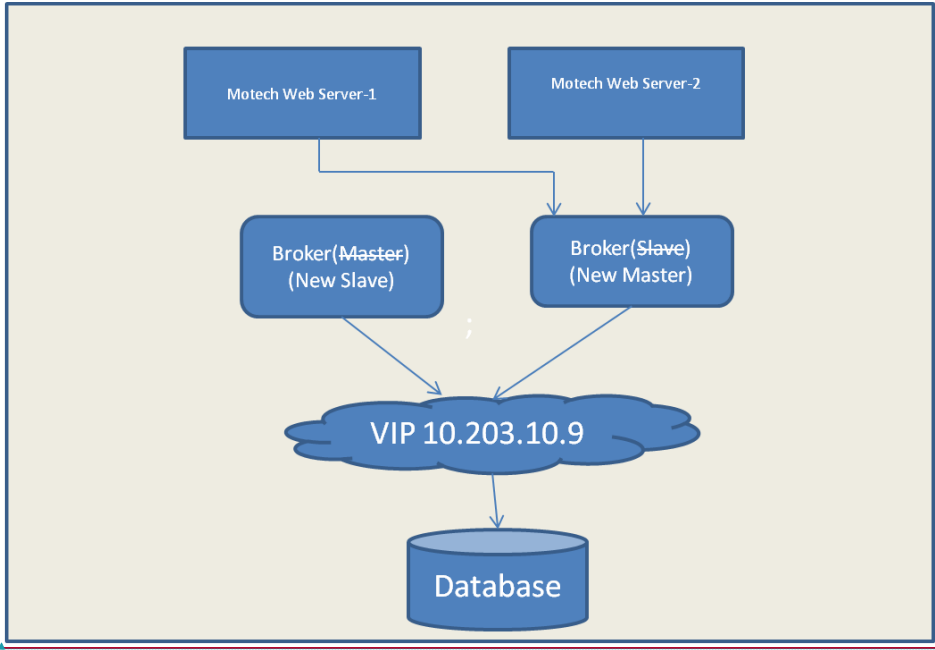 Motech Web Server-1
Motech Web Server-2
Broker(Master)
(New Slave)
Broker(Slave)
(New Master)
;
VIP 10.203.10.9
Database